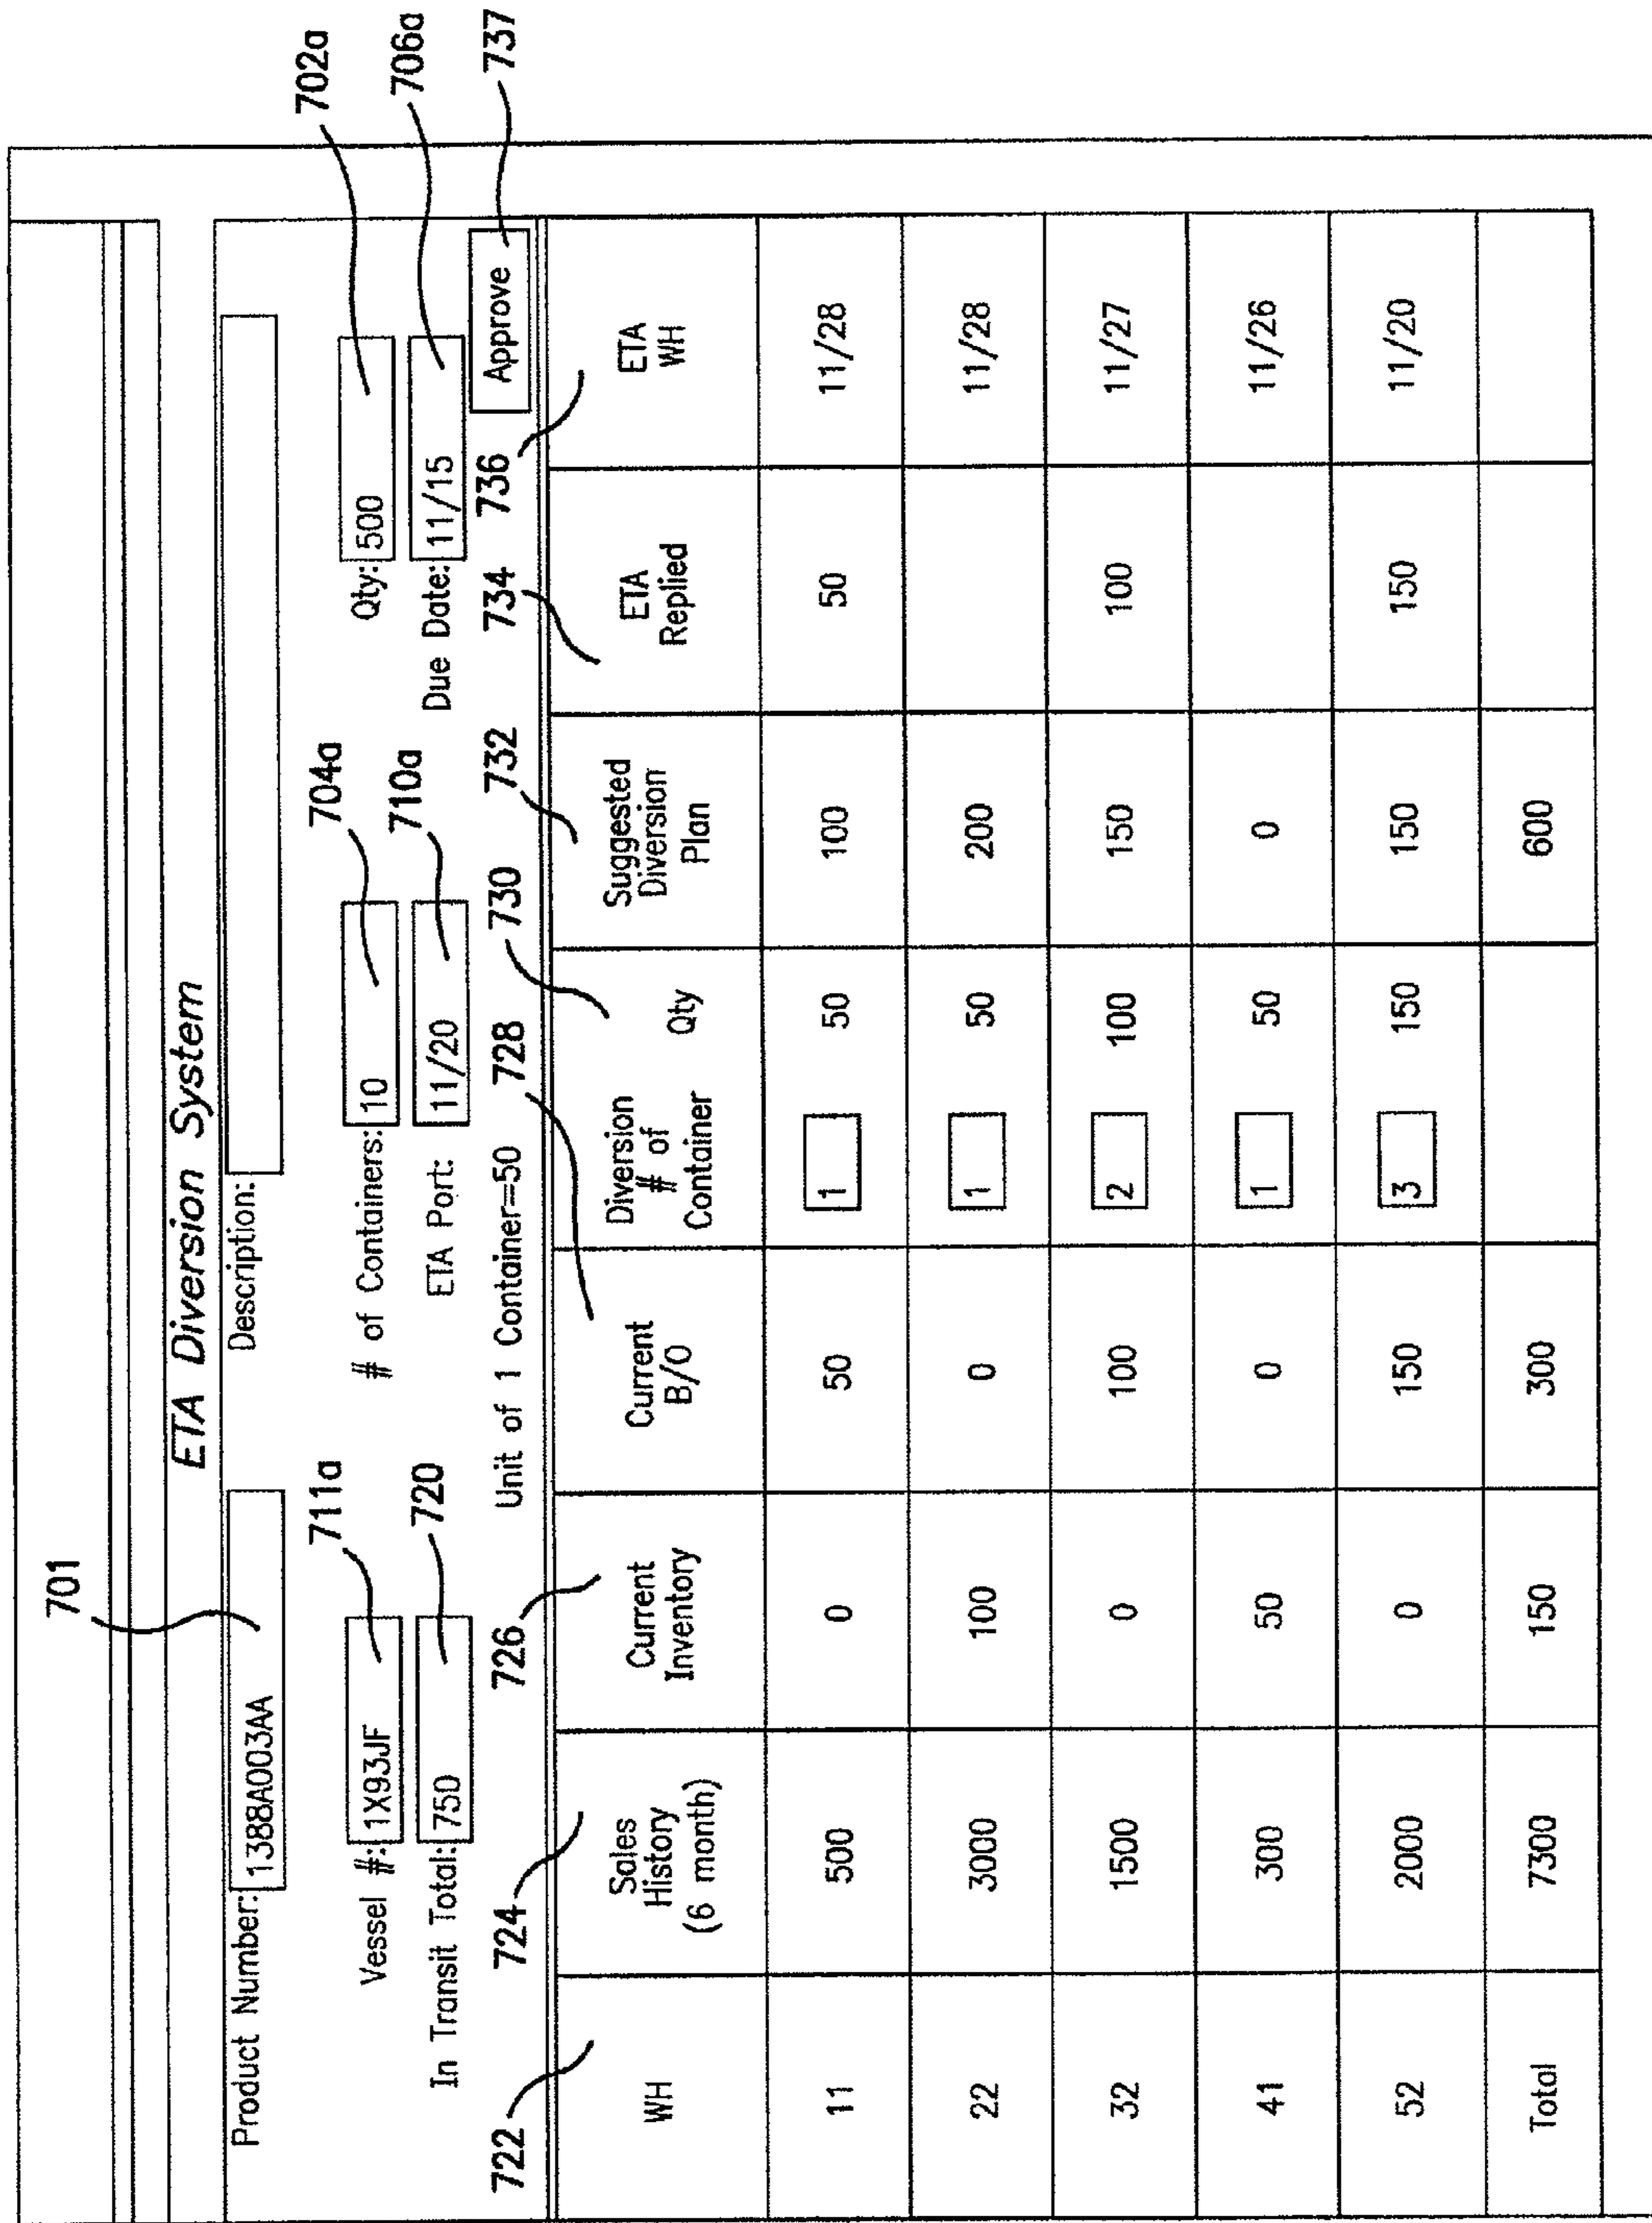 701
ETA Diversion System
Product Number: 1388A003AA Description:
702a
711a
704a
706a
Vessel #: 1X93JF # of Containers: 10 Qty: 500
720
710a
737
In Transit Total: 750 ETA Port: 11/20 Due Date: 11/15
Unit of 1 Container=50 Approve
722 724 726 728 730 732 734 736
WH Sales History (6 month) Current Inventory Current B/O Diversion # of Container Qty Suggested Diversion Plan ETA Replied ETA WH
11 500 0 50 1 50 100 50 11/28
22 3000 100 0 1 50 200 11/28
32 1500 0 100 2 100 150 100 11/27
41 300 50 0 1 50 0 11/26
52 2000 0 150 3 150 150 150 11/20
Total 7300 150 300 600